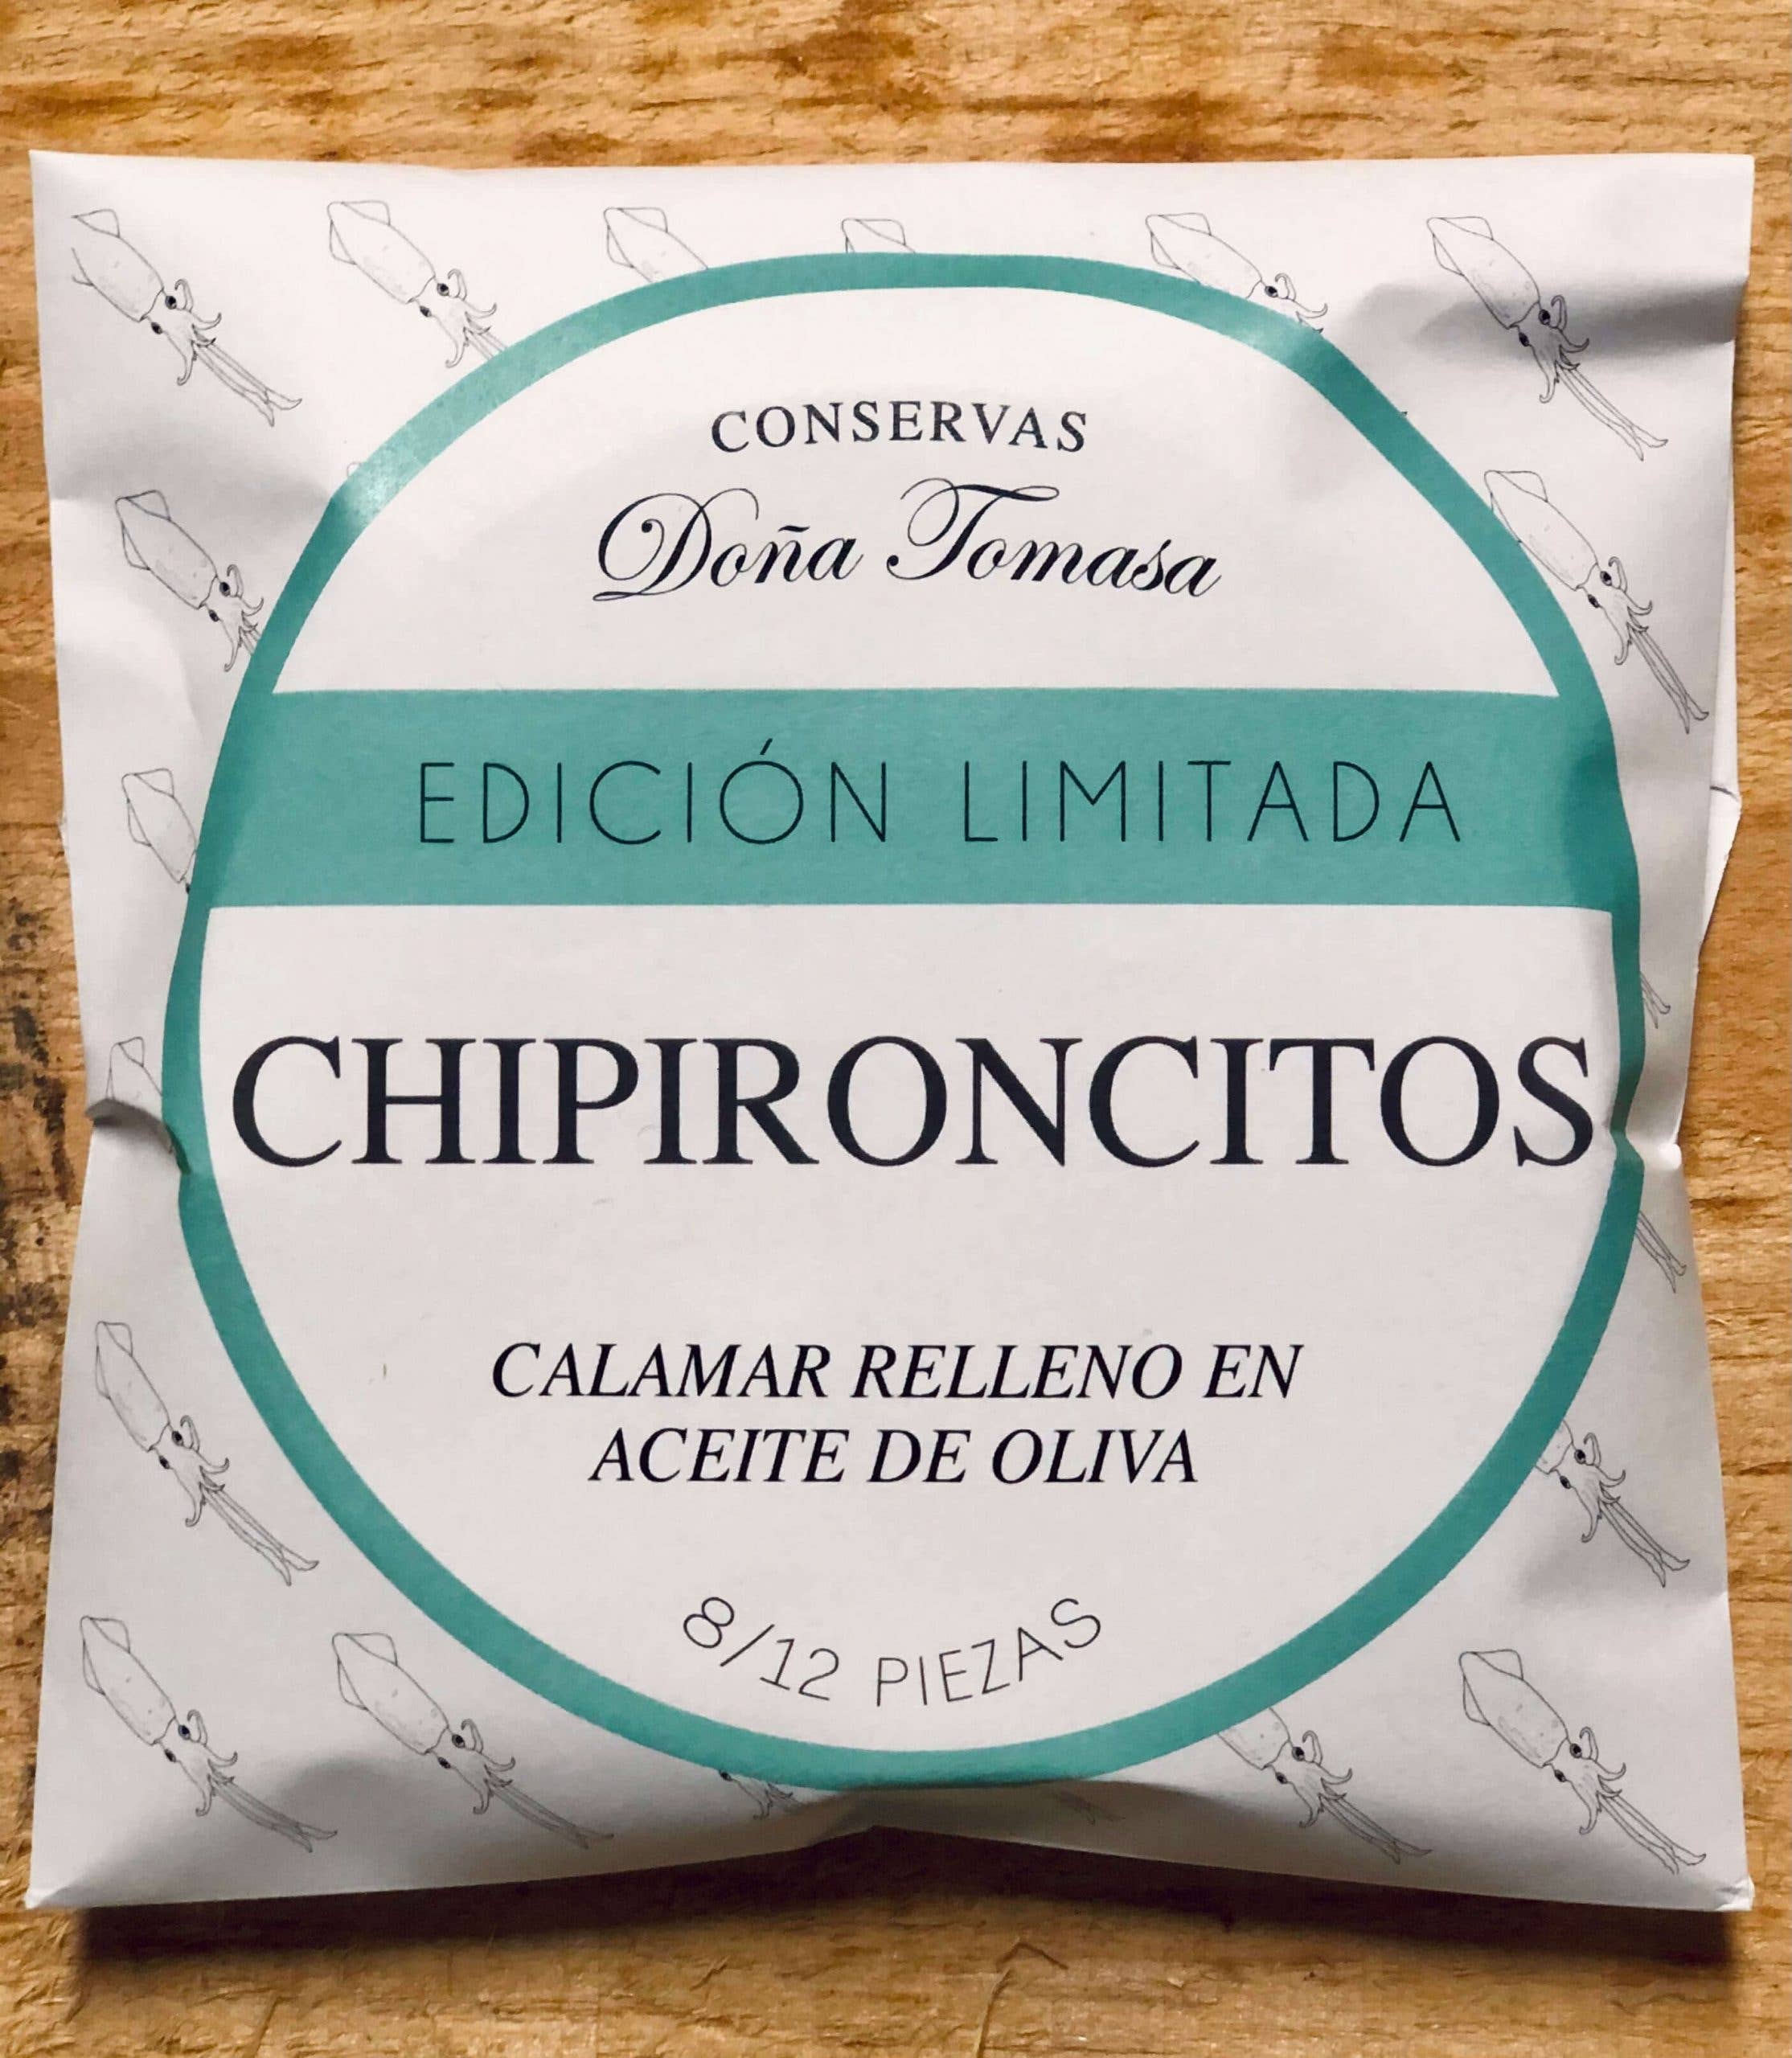 CONSERVAS
Doña Tomasa
EDICIÓN LIMITADA
CHIPIRONCITOS
CALAMAR RELLENO EN
ACEITE DE OLIVA
8/12 PIEZAS